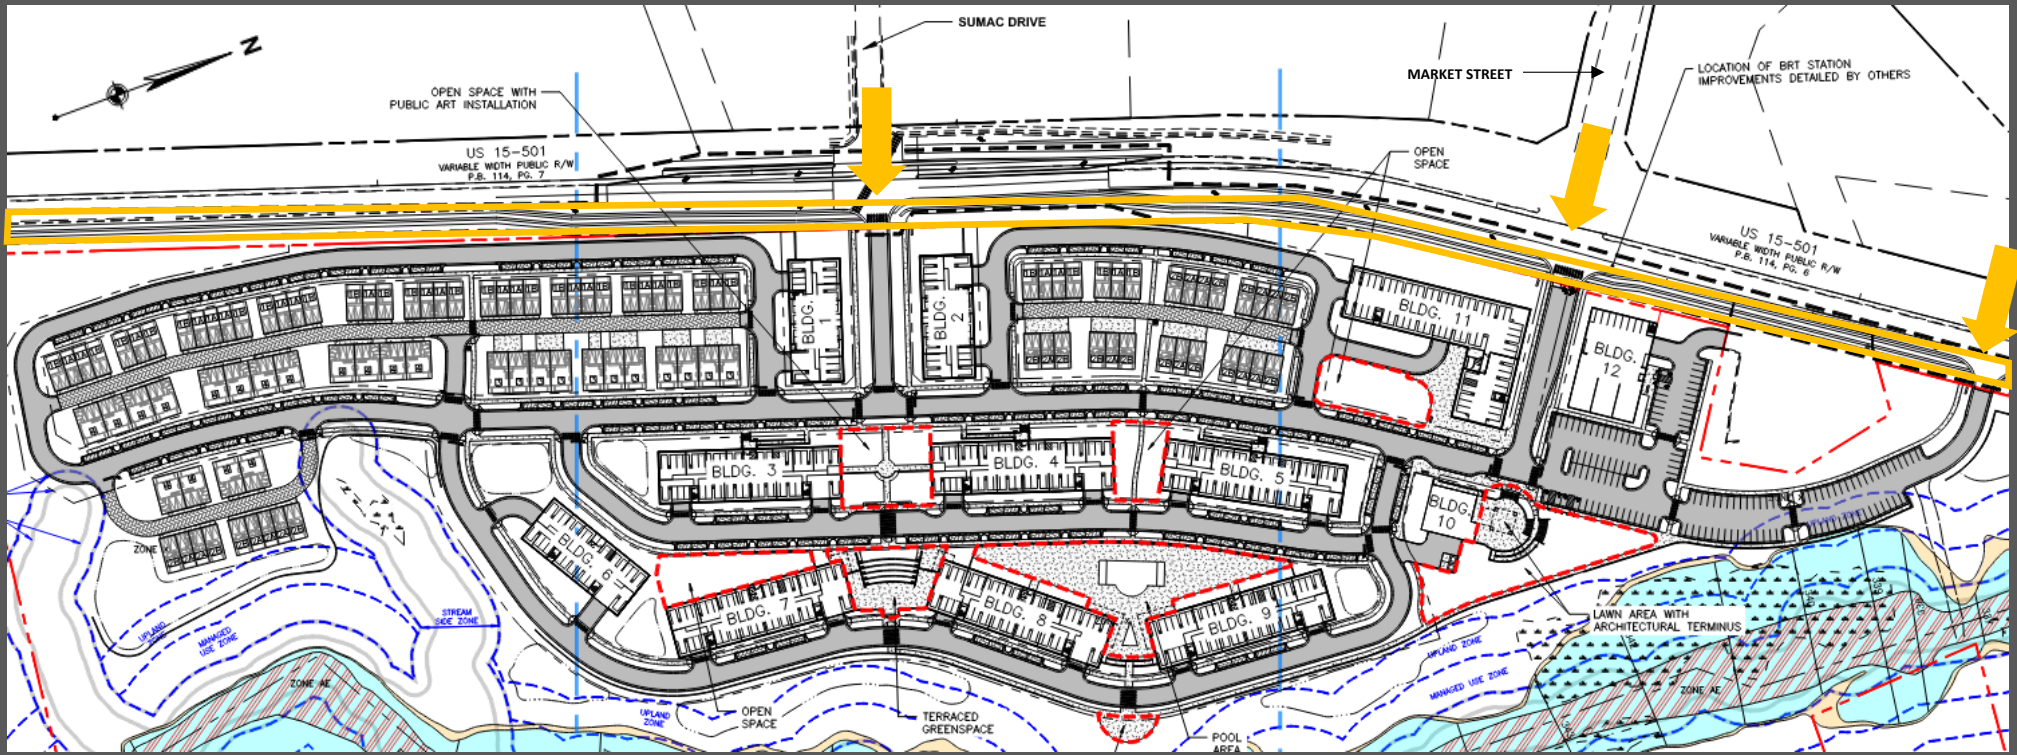 SUMAC DRIVE
N
MARKET STREET
LOCATION OF BRT STATION
IMPROVEMENTS DETAILED BY OTHERS
OPEN SPACE WITH
PUBLIC ART INSTALLATION
US 15-501
VARIABLE WIDTH PUBLIC R/W
P.B. 114, PG. 7
OPEN
SPACE
US 15-501
VARIABLE WIDTH PUBLIC R/W
P.B. 114, PG. 6
BLDG. 1
BLDG. 2
BLDG. 11
BLDG.
12
BLDG. 3
BLDG. 4
BLDG. 5
BLDG.
10
BLDG. 6
BLDG. 7
BLDG. 8
BLDG. 9
ZONE
UPLAND
ZONE
MANAGED
USE ZONE
STREAM
SIDE ZONE
ZONE AE
UPLAND
ZONE
OPEN
SPACE
TERRACED
GREENSPACE
POOL
AREA
LAWN AREA WITH
ARCHITECTURAL TERMINUS
UPLAND ZONE
MANAGED USE ZONE
ZONE AE
UPLAND ZONE